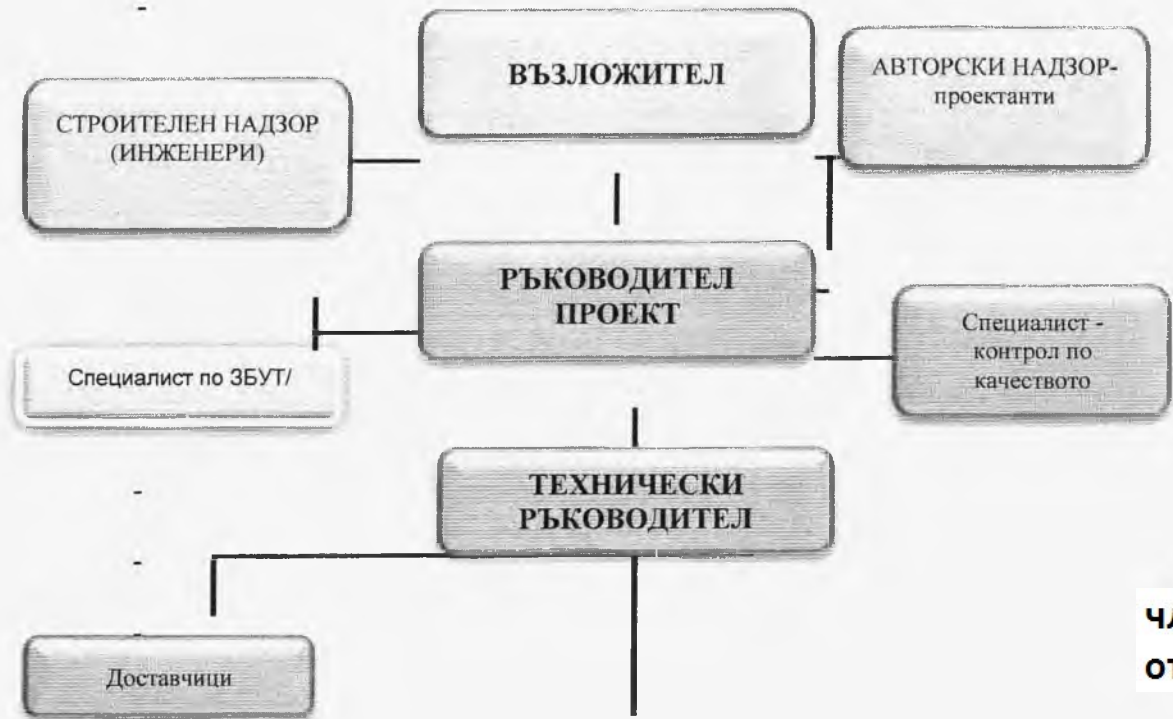 ВЪЗЛОЖИТЕЛ
АВТОРСКИ НАДЗОР-
проектанти
СТРОИТЕЛЕН НАДЗОР
(ИНЖЕНЕРИ)
РЪКОВОДИТЕЛ
ПРОЕКТ
Специалист -
контрол по
качеството
Специалист по ЗБУТ/
ТЕХНИЧЕСКИ
РЪКОВОДИТЕЛ
Доставчици